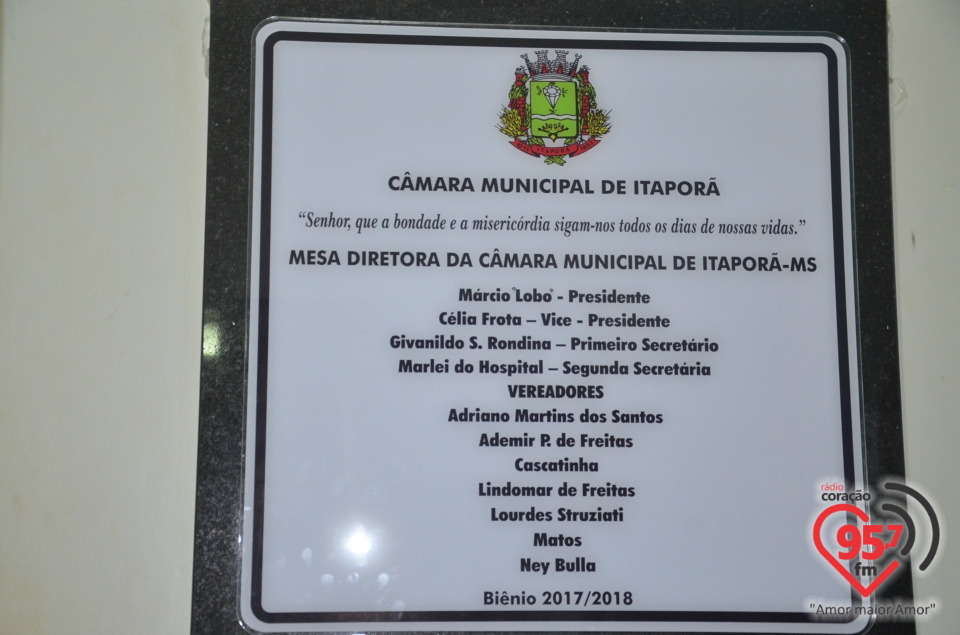 ITAPORÃ
CÂMARA MUNICIPAL DE ITAPORÃ
“Senhor, que a bondade e a misericórdia sigam-nos todos os dias de nossas vidas.”
MESA DIRETORA DA CÂMARA MUNICIPAL DE ITAPORÃ-MS
Márcio "Lobo" - Presidente
Célia Frota – Vice - Presidente
Givanildo S. Rondina – Primeiro Secretário
Marlei do Hospital – Segunda Secretária
VEREADORES
Adriano Martins dos Santos
Ademir P. de Freitas
Cascatinha
Lindomar de Freitas
Lourdes Struziati
Matos
Ney Bulla
Biênio 2017/2018
rádio
coração
95.7
fm
"Amor maior Amor"